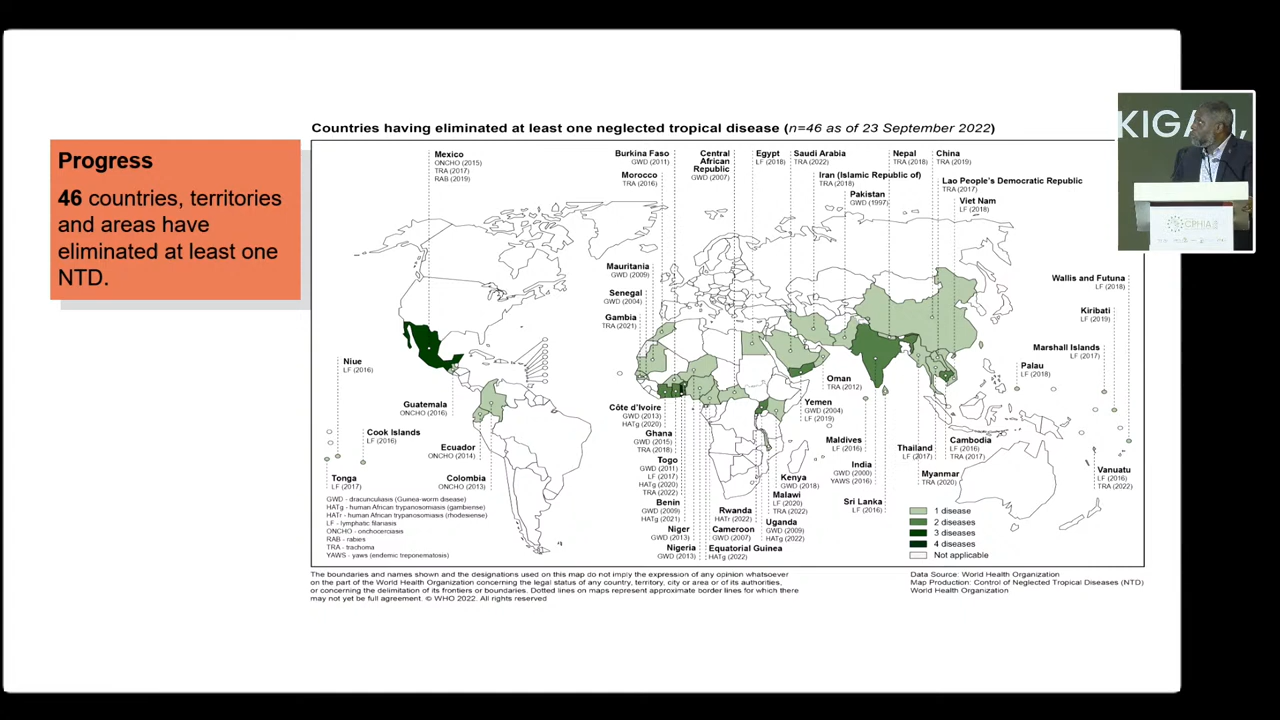 Progress
46 countries, territories
and areas have
eliminated at least one
NTD.
Countries having eliminated at least one neglected tropical disease (n=46 as of 23 September 2022)
Mexico
ONCHO (2015)
TRA (2017)
RAB (2019)
Burkina Faso
GWD (2011)
Morocco
TRA (2016)
Central
African
Republic
GWD (2007)
Egypt
LF (2018)
Saudi Arabia
TRA (2022)
Iran (Islamic Republic of)
TRA (2018)
Pakistan
GWD (1997)
Nepal
TRA (2018)
China
TRA (2019)
Lao People's Democratic Republic
TRA (2017)
Viet Nam
LF (2018)
Mauritania
GWD (2009)
Senegal
GWD (2004)
Gambia
TRA (2021)
Wallis and Futuna
LF (2018)
Kiribati
LF (2019)
Marshall Islands
LF (2017)
Palau
LF (2018)
Niue
LF (2016)
Guatemala
ONCHO (2016)
Cook Islands
LF (2016)
Ecuador
ONCHO (2014)
Tonga
LF (2017)
Colombia
ONCHO (2013)
Côte d'Ivoire
GWD (2013)
HATg (2020)
Ghana
GWD (2015)
TRA (2018)
Togo
GWD (2011)
LF (2017)
HATg (2020)
TRA (2022)
Benin
GWD (2009)
HATg (2021)
Niger
GWD (2013)
Nigeria
GWD (2013)
Rwanda
HATr (2022)
Cameroon
GWD (2007)
Equatorial Guinea
HATg (2022)
Oman
TRA (2012)
Yemen
GWD (2004)
LF (2019)
Maldives
LF (2016)
India
GWD (2000)
YAWS (2016)
Kenya
GWD (2018)
Malawi
LF (2020)
TRA (2022)
Uganda
GWD (2009)
HATg (2022)
Sri Lanka
LF (2016)
Thailand
LF (2017)
Cambodia
LF (2016)
TRA (2017)
Myanmar
TRA (2020)
Vanuatu
LF (2016)
TRA (2022)
GWD - dracunculiasis (Guinea-worm disease)
HATg - human African trypanosomiasis (gambense)
HATr - human African trypanosomiasis (rhodesiense)
LF - lymphatic filariasis
ONCHO - onchocerciasis
RAB - rabies
TRA - trachoma
YAWS - yaws (endemic treponematosis)
1 disease
2 diseases
3 diseases
4 diseases
Not applicable
The boundaries and names shown and the designations used on this map do not imply the expression of any opinion whatsoever
on the part of the World Health Organization concerning the legal status of any country, territory, city or area or of its authorities,
or concerning the delimitation of its frontiers or boundaries. Dotted lines on maps represent approximate border lines for which there
may not yet be full agreement. © WHO 2022. All rights reserved
Data Source: World Health Organization
Map Production: Control of Neglected Tropical Diseases (NTD)
World Health Organization
KIGALI,
CPHIA